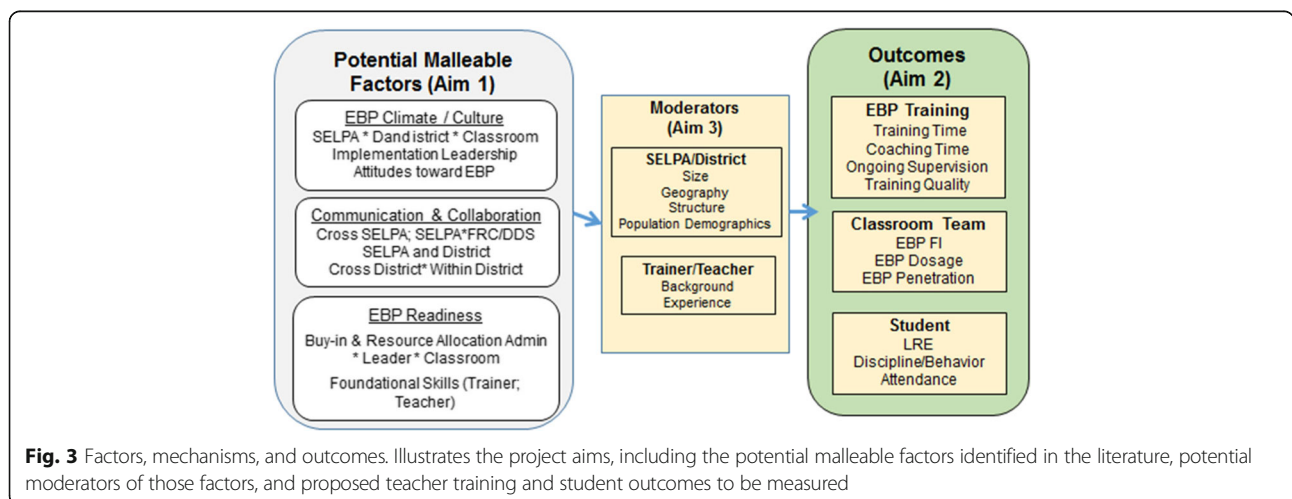 Potential Malleable
Factors (Aim 1)
EBP Climate / Culture
SELPA * Dandistrict * Classroom
Implementation Leadership
Attitudes toward EBP
Communication & Collaboration
Cross SELPA; SELPA*FRC/DDS
SELPA and District
Cross District* Within District
EBP Readiness
Buy-in & Resource Allocation Admin
* Leader * Classroom
Foundational Skills (Trainer;
Teacher)
Moderators
(Aim 3)
SELPA/District
Size
Geography
Structure
Population Demographics
Trainer/Teacher
Background
Experience
Outcomes
(Aim 2)
EBP Training
Training Time
Coaching Time
Ongoing Supervision
Training Quality
Classroom Team
EBP FI
EBP Dosage
EBP Penetration
Student
LRE
Discipline/Behavior
Attendance
Fig. 3 Factors, mechanisms, and outcomes. Illustrates the project aims, including the potential malleable factors identified in the literature, potential
moderators of those factors, and proposed teacher training and student outcomes to be measured